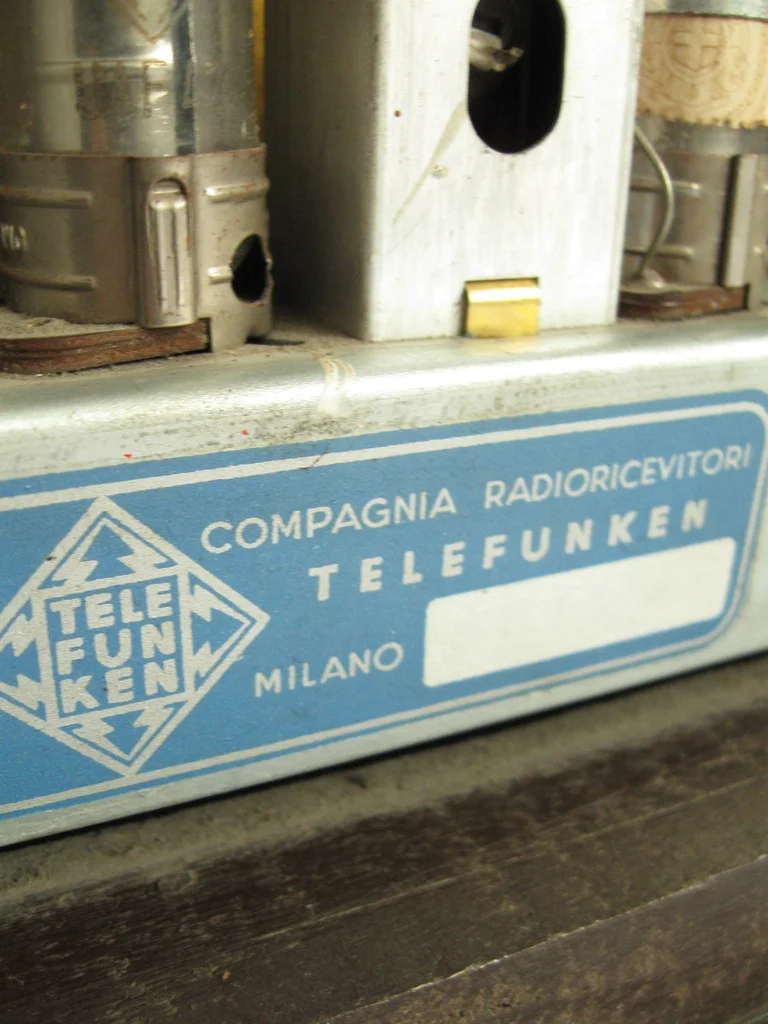 COMPAGNIA RADIORICEVITORI
TELEFUNKEN
MILANO
TELE
FUN
KEN